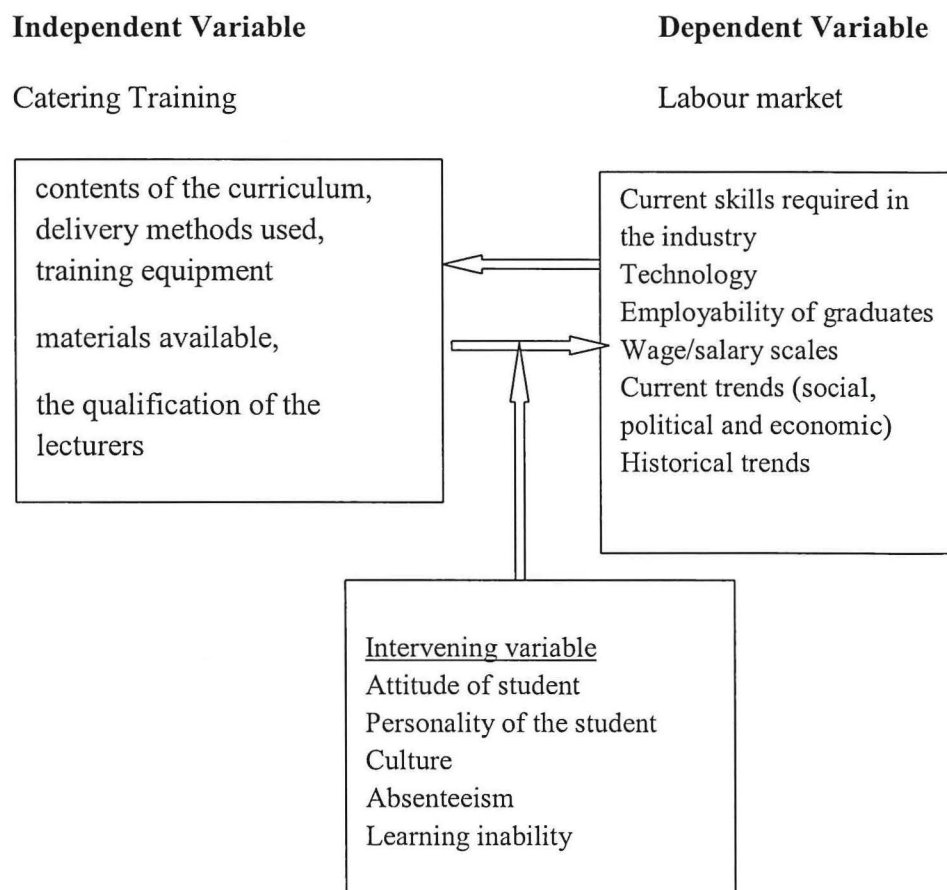 Independent Variable
Dependent Variable
Catering Training
Labour market
contents of the curriculum,
delivery methods used,
training equipment
materials available,
the qualification of the
lecturers
Current skills required in
the industry
Technology
Employability of graduates
Wage/salary scales
Current trends (social,
political and economic)
Historical trends
Intervening variable
Attitude of student
Personality of the student
Culture
Absenteeism
Learning inability